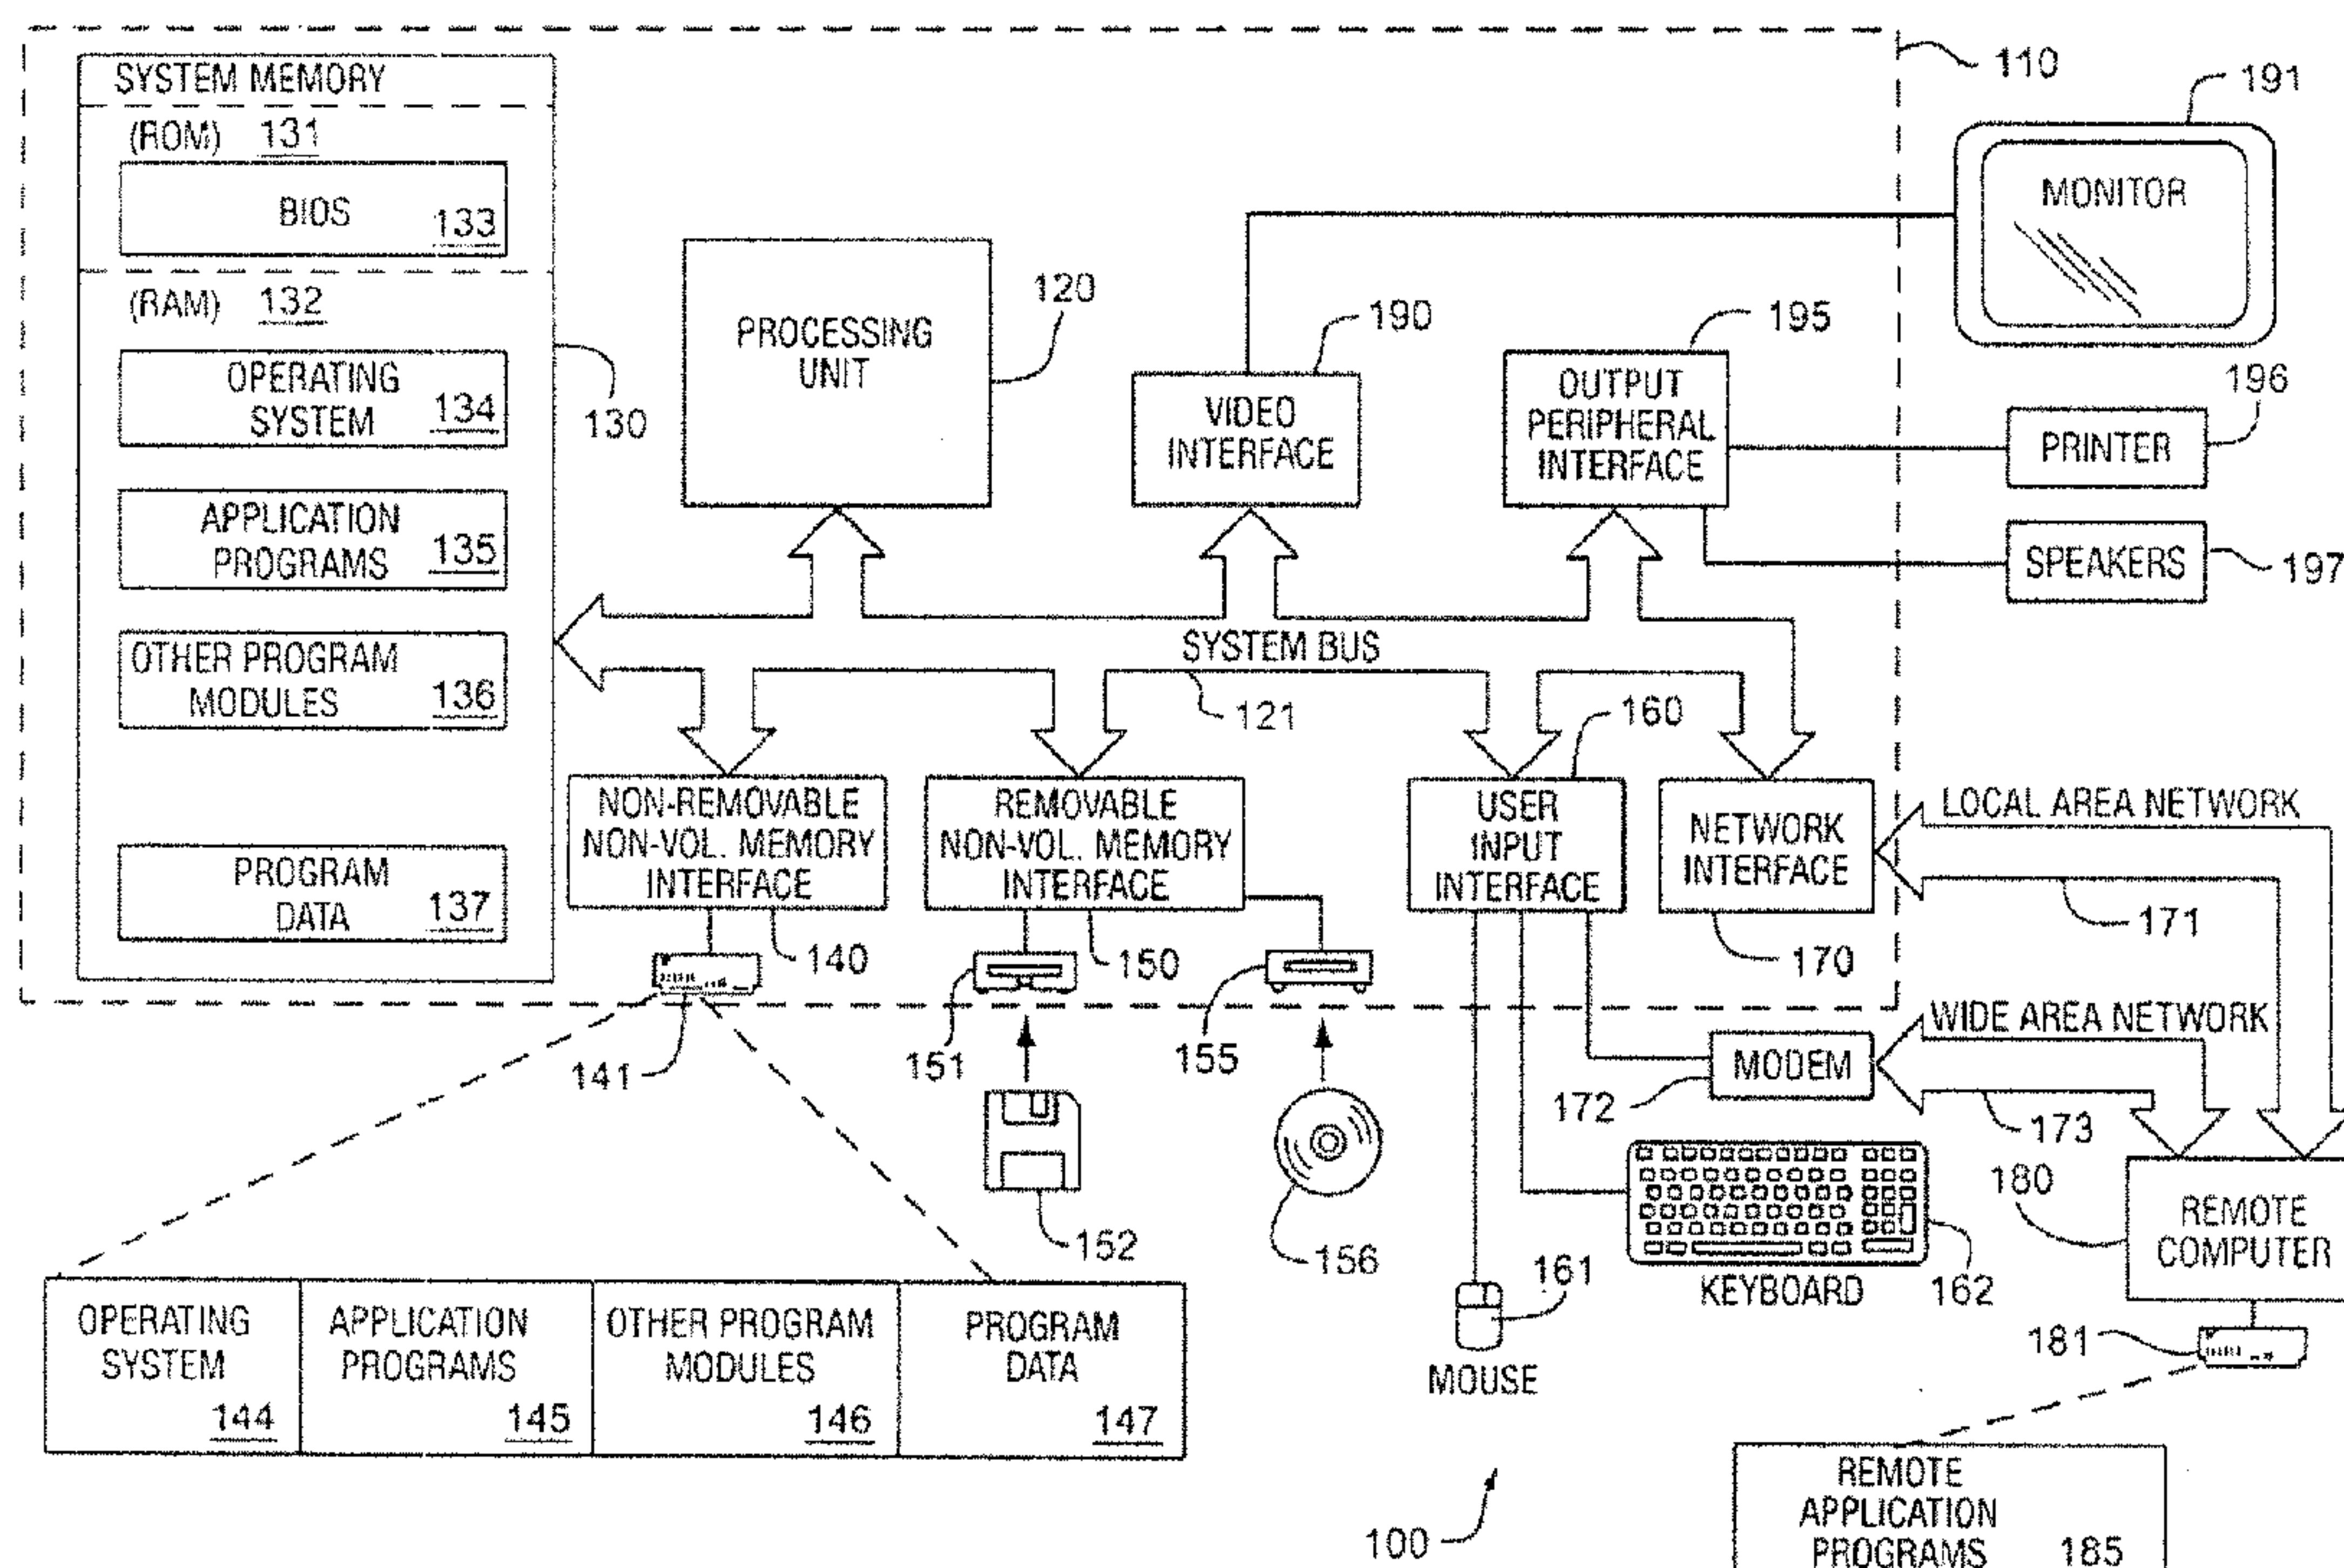 SYSTEM MEMORY
(ROM) 131
BIOS 133
(RAM) 132
OPERATING
SYSTEM 134
APPLICATION
PROGRAMS 135
OTHER PROGRAM
MODULES 136
PROGRAM
DATA 137
130
PROCESSING
UNIT
120
VIDEO
INTERFACE
190
OUTPUT
PERIPHERAL
INTERFACE
195
110
191
MONITOR
196
PRINTER
SPEAKERS
197
SYSTEM BUS
121
NON-REMOVABLE
NON-VOL. MEMORY
INTERFACE
140
REMOVABLE
NON-VOL. MEMORY
INTERFACE
150
USER
INPUT
INTERFACE
160
NETWORK
INTERFACE
170
LOCAL AREA NETWORK
171
WIDE AREA NETWORK
173
MODEM
172
141
151
155
152
156
161
MOUSE
KEYBOARD
162
180
REMOTE
COMPUTER
181
OPERATING
SYSTEM
144
APPLICATION
PROGRAMS
145
OTHER PROGRAM
MODULES
146
PROGRAM
DATA
147
100
REMOTE
APPLICATION
PROGRAMS 185